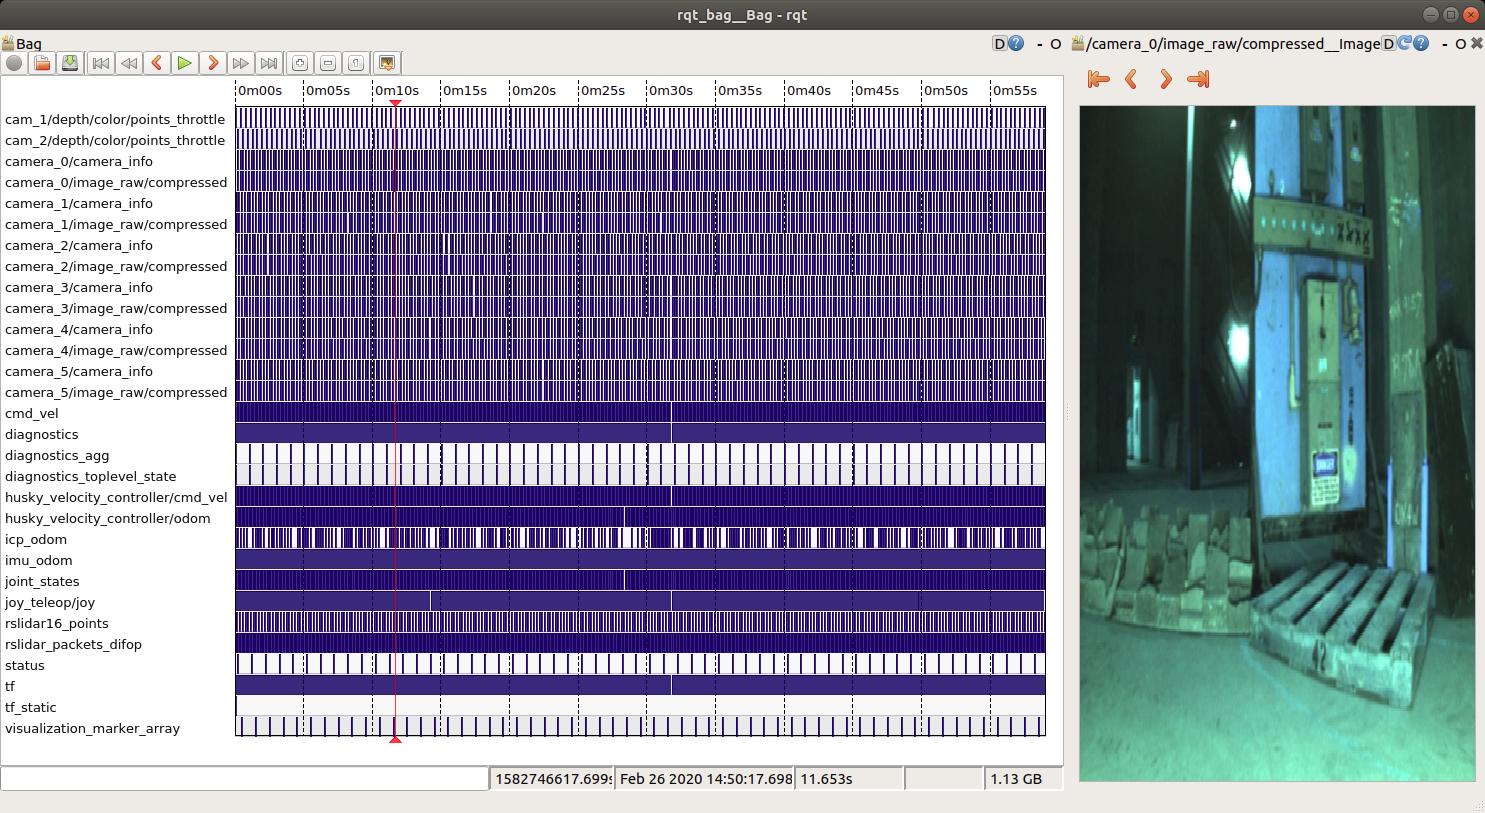 rqt_bag__Bag - rqt
Bag
D
- O
/camera_0/image_raw/compressed__Image
D
- O
0m00s 0m05s 0m10s 0m15s 0m20s 0m25s 0m30s 0m35s 0m40s 0m45s 0m50s 0m55s
cam_1/depth/color/points_throttle
cam_2/depth/color/points_throttle
camera_0/camera_info
camera_0/image_raw/compressed
camera_1/camera_info
camera_1/image_raw/compressed
camera_2/camera_info
camera_2/image_raw/compressed
camera_3/camera_info
camera_3/image_raw/compressed
camera_4/camera_info
camera_4/image_raw/compressed
camera_5/camera_info
camera_5/image_raw/compressed
cmd_vel
diagnostics
diagnostics_agg
diagnostics_toplevel_state
husky_velocity_controller/cmd_vel
husky_velocity_controller/odom
icp_odom
imu_odom
joint_states
joy_teleop/joy
rslidar16_points
rslidar_packets_difop
status
tf
tf_static
visualization_marker_array
42
1582746617.699s
Feb 26 2020 14:50:17.698
11.653s
1.13 GB